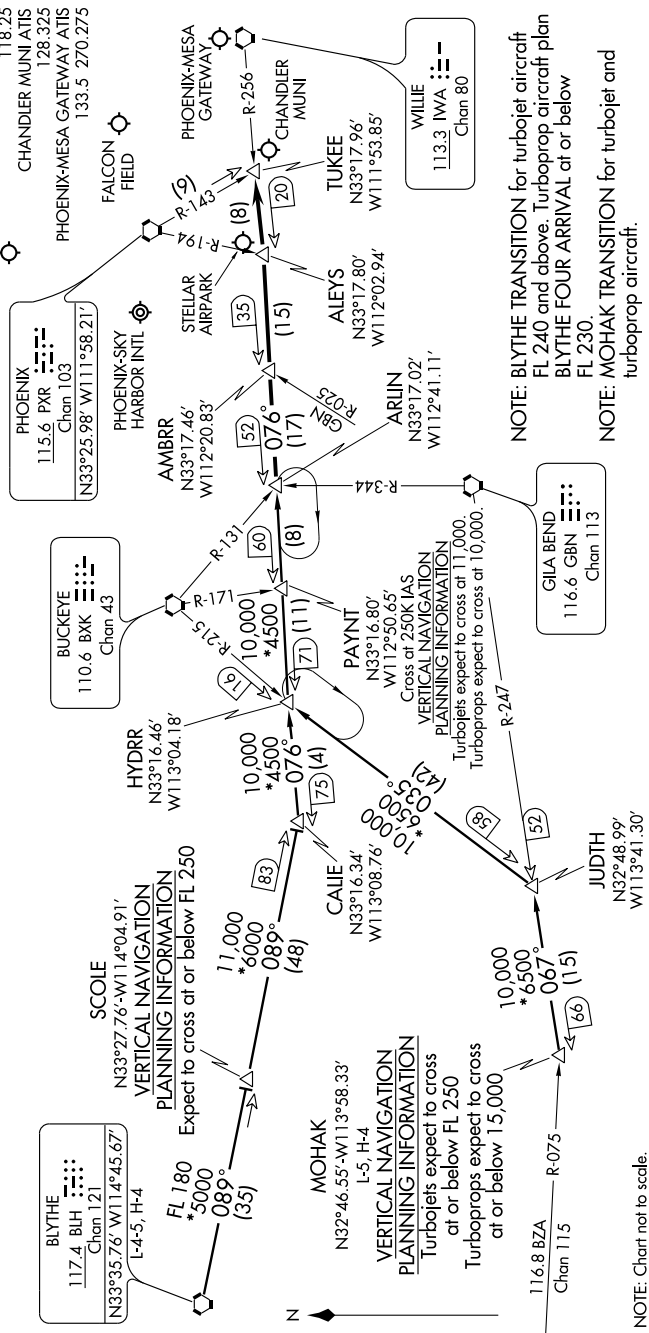 118.25
CHANDLER MUNI ATIS
128.325
PHOENIX-MESA GATEWAY ATIS
133.5 270.275
PHOENIX
115.6 PXR
Chan 103
N33°25.98' W111°58.21'
FALCON
FIELD
PHOENIX-SKY
HARBOR INTL
STELLAR
AIRPARK
PHOENIX-MESA
GATEWAY
CHANDLER
MUNI
R-256
R-143
(9)
R-194
WILLIE
113.3 IWA
Chan 80
TUKEE
N33°17.96'
W111°53.85'
20
(8)
ALEYS
N33°17.80'
W112°02.94'
35
(15)
AMBRR
N33°17.46'
W112°20.83'
52
076°
(17)
GBN
R-025
ARLIN
N33°17.02'
W112°41.11'
BUCKEYE
110.6 BXK
Chan 43
R-131
R-171
R-215
60
(8)
R-344
GILA BEND
116.6 GBN
Chan 113
R-247
PAYNT
N33°16.80'
W112°50.65'
Cross at 250K IAS
VERTICAL NAVIGATION
PLANNING INFORMATION
Turbojets expect to cross at 11,000.
Turboprops expect to cross at 10,000.
10,000
*4500
(11)
71
16
HYDRR
N33°16.46'
W113°04.18'
10,000
*4500
076°
(4)
75
CALIE
N33°16.34'
W113°08.76'
83
11,000
*6000
089°
(48)
SCOLE
N33°27.76'-W114°04.91'
VERTICAL NAVIGATION
PLANNING INFORMATION
Expect to cross at or below FL 250
FL 180
*5000
089°
(35)
BLYTHE
117.4 BLH
Chan 121
N33°35.76' W114°45.67'
L-4-5, H-4
10,000
*6500
035°
(42)
58
52
JUDTH
N32°48.99'
W113°41.30'
10,000
*6500
067°
(15)
66
MOHAK
N32°46.55'-W113°58.33'
L-5, H-4
VERTICAL NAVIGATION
PLANNING INFORMATION
Turbojets expect to cross
at or below FL 250
Turboprops expect to cross
at or below 15,000
116.8 BZA
Chan 115
R-075
N
NOTE: BLYTHE TRANSITION for turbojet aircraft
FL 240 and above. Turboprop aircraft plan
BLYTHE FOUR ARRIVAL at or below
FL 230.
NOTE: MOHAK TRANSITION for turbojet and
turboprop aircraft.
NOTE: Chart not to scale.